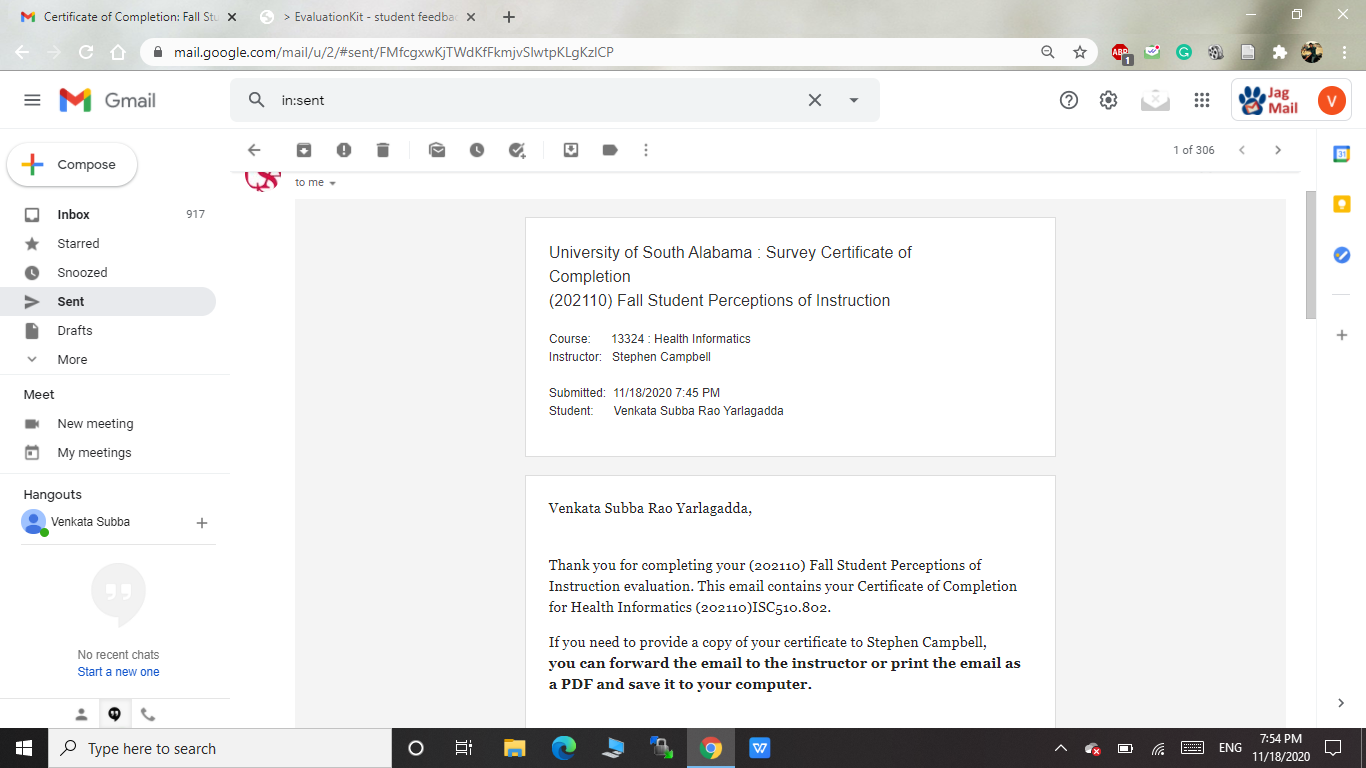 Certificate of Completion: Fall Stu
> EvaluationKit - student feedbac
mail.google.com/mail/u/2/#sent/FMfcgxwKjTWdKfFkmjvSlwtpKLgKzlCP
ABP
1
Gmail
in:sent
Jag
Mail
V
Compose
1 of 306
31
to me
Inbox 917
Starred
Snoozed
Sent
Drafts
More
Meet
New meeting
My meetings
Hangouts
Venkata Subba
No recent chats
Start a new one
University of South Alabama : Survey Certificate of
Completion
(202110) Fall Student Perceptions of Instruction
Course: 13324 : Health Informatics
Instructor: Stephen Campbell
Submitted: 11/18/2020 7:45 PM
Student: Venkata Subba Rao Yarlagadda
Venkata Subba Rao Yarlagadda,
Thank you for completing your (202110) Fall Student Perceptions of
Instruction evaluation. This email contains your Certificate of Completion
for Health Informatics (202110)ISC510.802.
If you need to provide a copy of your certificate to Stephen Campbell,
you can forward the email to the instructor or print the email as
a PDF and save it to your computer.
Type here to search
W
ENG
7:54 PM
11/18/2020